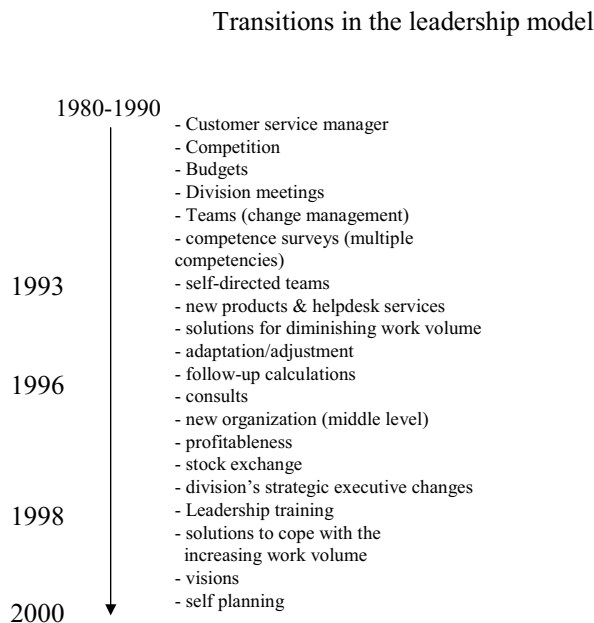 Transitions in the leadership model
1980-1990
- Customer service manager
- Competition
- Budgets
- Division meetings
- Teams (change management)
- competence surveys (multiple
competencies)
1993
- self-directed teams
- new products & helpdesk services
- solutions for diminishing work volume
- adaptation/adjustment
1996
- follow-up calculations
- consults
- new organization (middle level)
- profitableness
- stock exchange
- division's strategic executive changes
1998
- Leadership training
- solutions to cope with the
increasing work volume
- visions
- self planning
2000